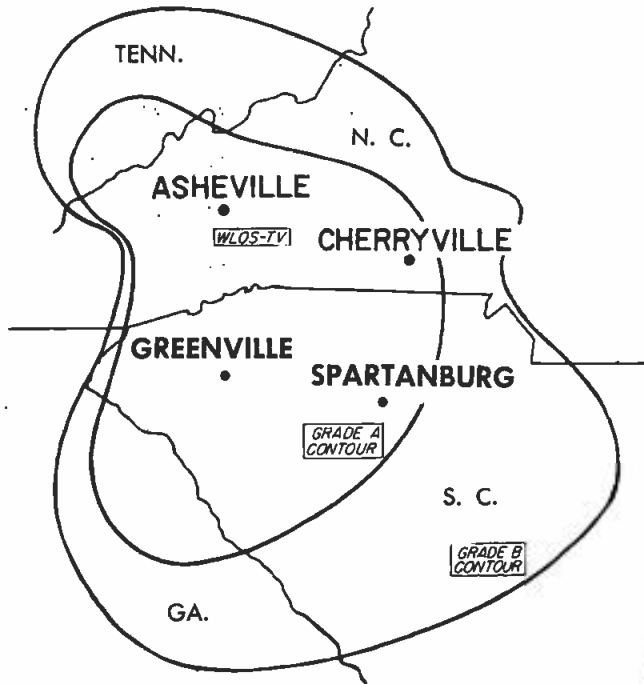 TENN.
N. C.
ASHEVILLE
WLOS-TV
CHERRYVILLE
GREENVILLE
SPARTANBURG
GRADE A
CONTOUR
S. C.
GRADE B
CONTOUR
GA.